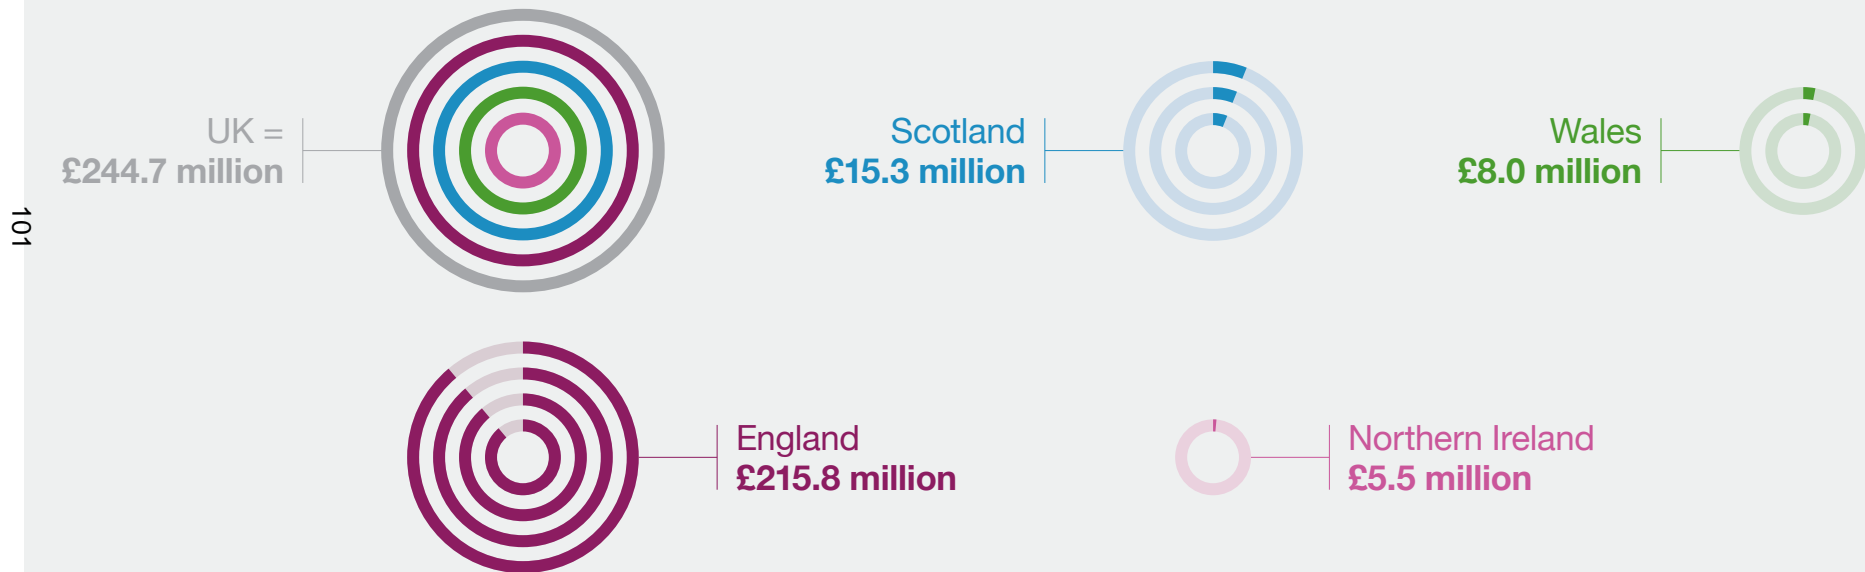 UK =
£244.7 million
Scotland
£15.3 million
Wales
£8.0 million
101
England
£215.8 million
Northern Ireland
£5.5 million